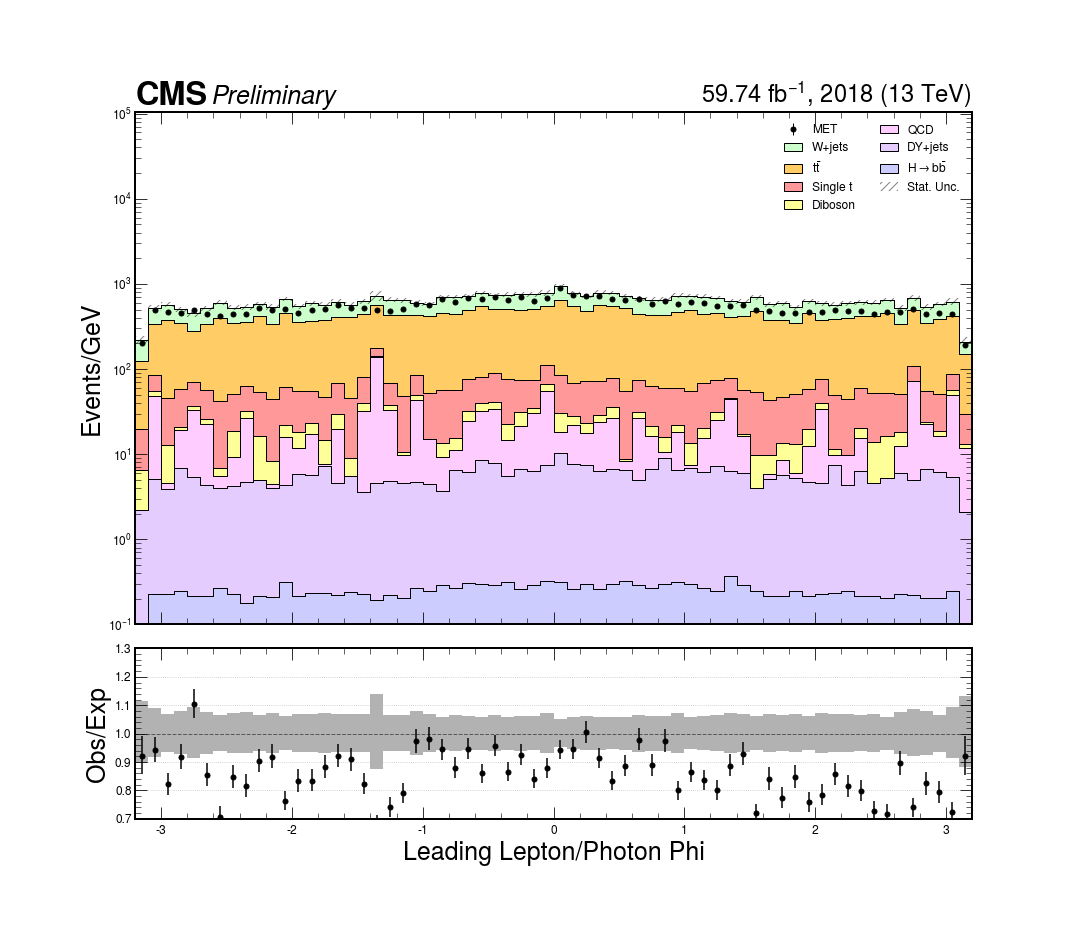 CMS Preliminary
59.74 fb⁻¹, 2018 (13 TeV)
MET
W+jets
tt̄
Single t
Diboson
QCD
DY+jets
H→bb̄
Stat. Unc.
Events/GeV
10⁵
10⁴
10³
10²
10¹
10⁰
10⁻¹
Obs/Exp
1.3
1.2
1.1
1.0
0.9
0.8
0.7
-3 -2 -1 0 1 2 3
Leading Lepton/Photon Phi